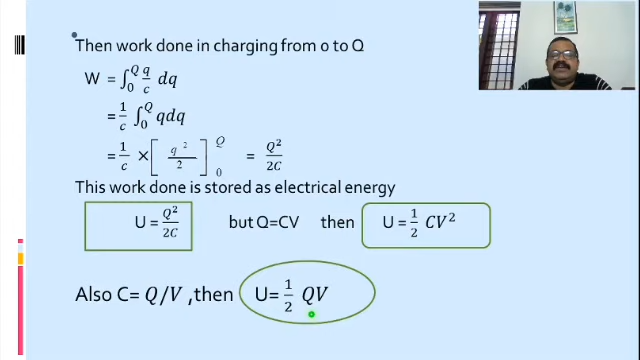 Then work done in charging from 0 to Q
W = ∫₀^Q q/c dq
= 1/c ∫₀^Q qdq
= 1/c × [ q²/2 ]₀^Q = Q²/2C
This work done is stored as electrical energy
U = Q²/2C but Q=CV then U = 1/2 CV²
Also C= Q/V ,then U= 1/2 QV